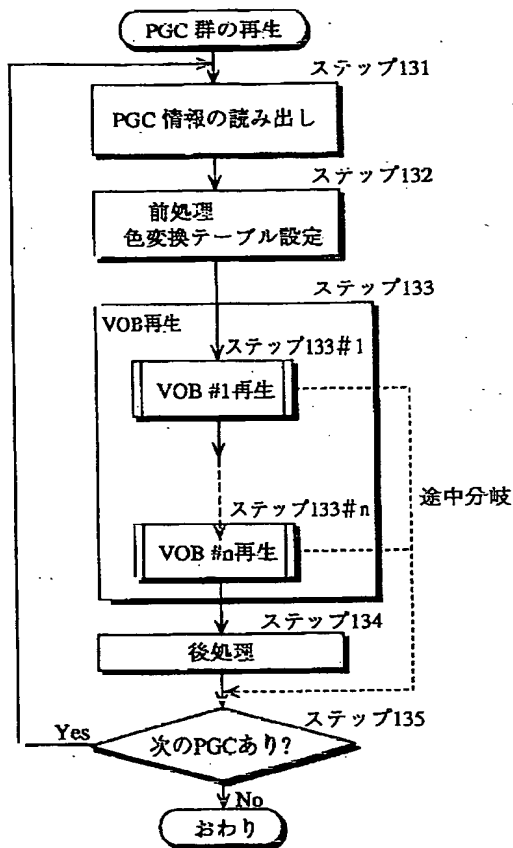 PGC 群の再生
ステップ131
PGC 情報の読み出し
ステップ132
前処理
色変換テーブル設定
ステップ133
VOB再生
ステップ133#1
VOB #1再生
途中分岐
ステップ133#n
VOB #n再生
ステップ134
後処理
ステップ135
Yes
次のPGCあり?
No
おわり